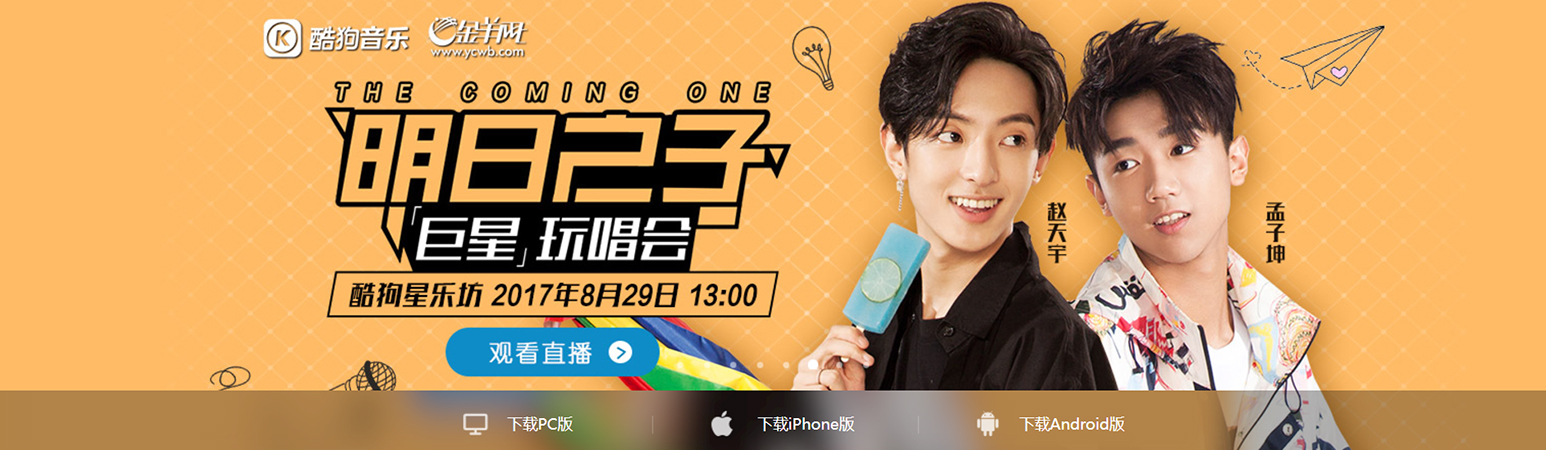 酷狗音乐
金羊网
www.ycwb.com
THE COMING ONE
明日之子
「巨星」玩唱会
酷狗星乐坊 2017年8月29日 13:00
观看直播
赵天宇
孟子坤
下载PC版
下载iPhone版
下载Android版